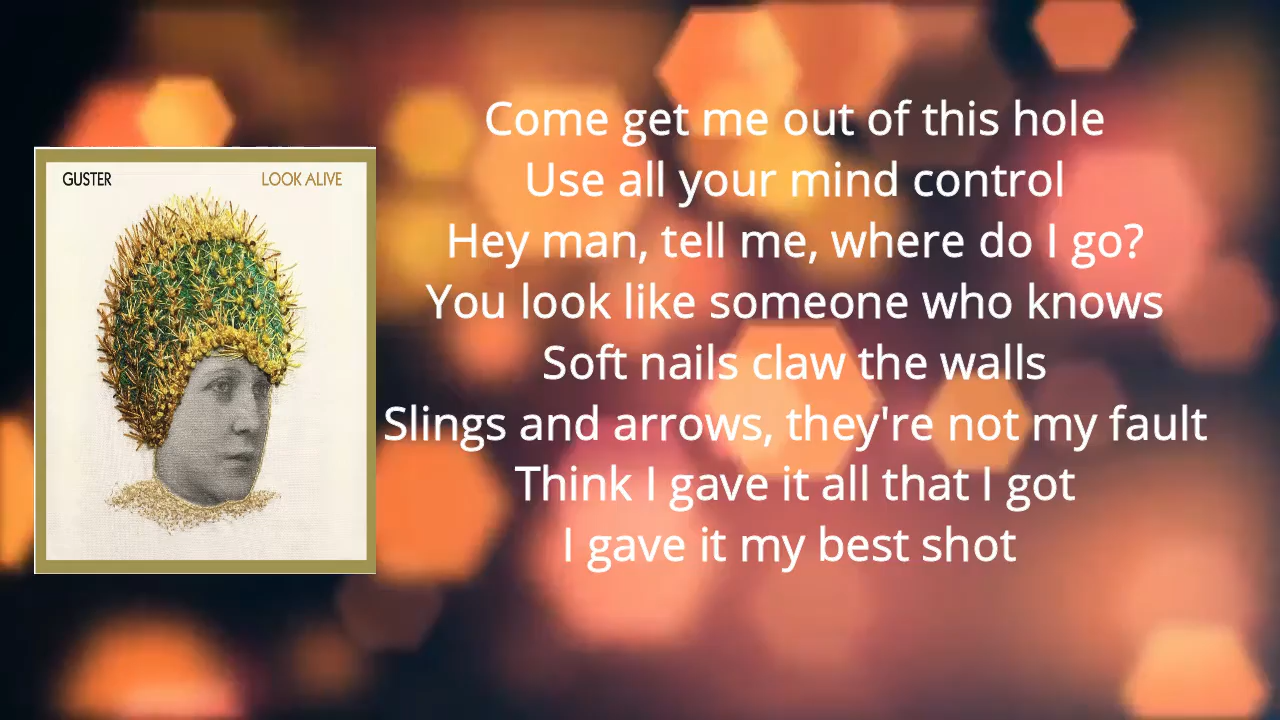 GUSTER
LOOK ALIVE
Come get me out of this hole
Use all your mind control
Hey man, tell me, where do I go?
You look like someone who knows
Soft nails claw the walls
Slings and arrows, they're not my fault
Think I gave it all that I got
I gave it my best shot